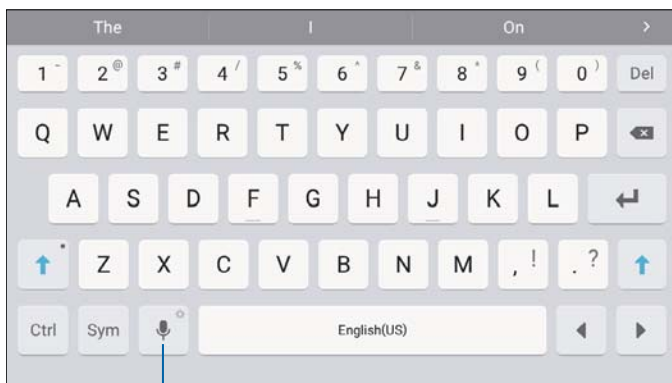 The I On >
1 - 2 @ 3 # 4 / 5 % 6 ^ 7 & 8 * 9 ( 0 ) Del
Q W E R T Y U I O P
A S D F G H J K L
Z X C V B N M , ! . ?
Ctrl Sym English(US)